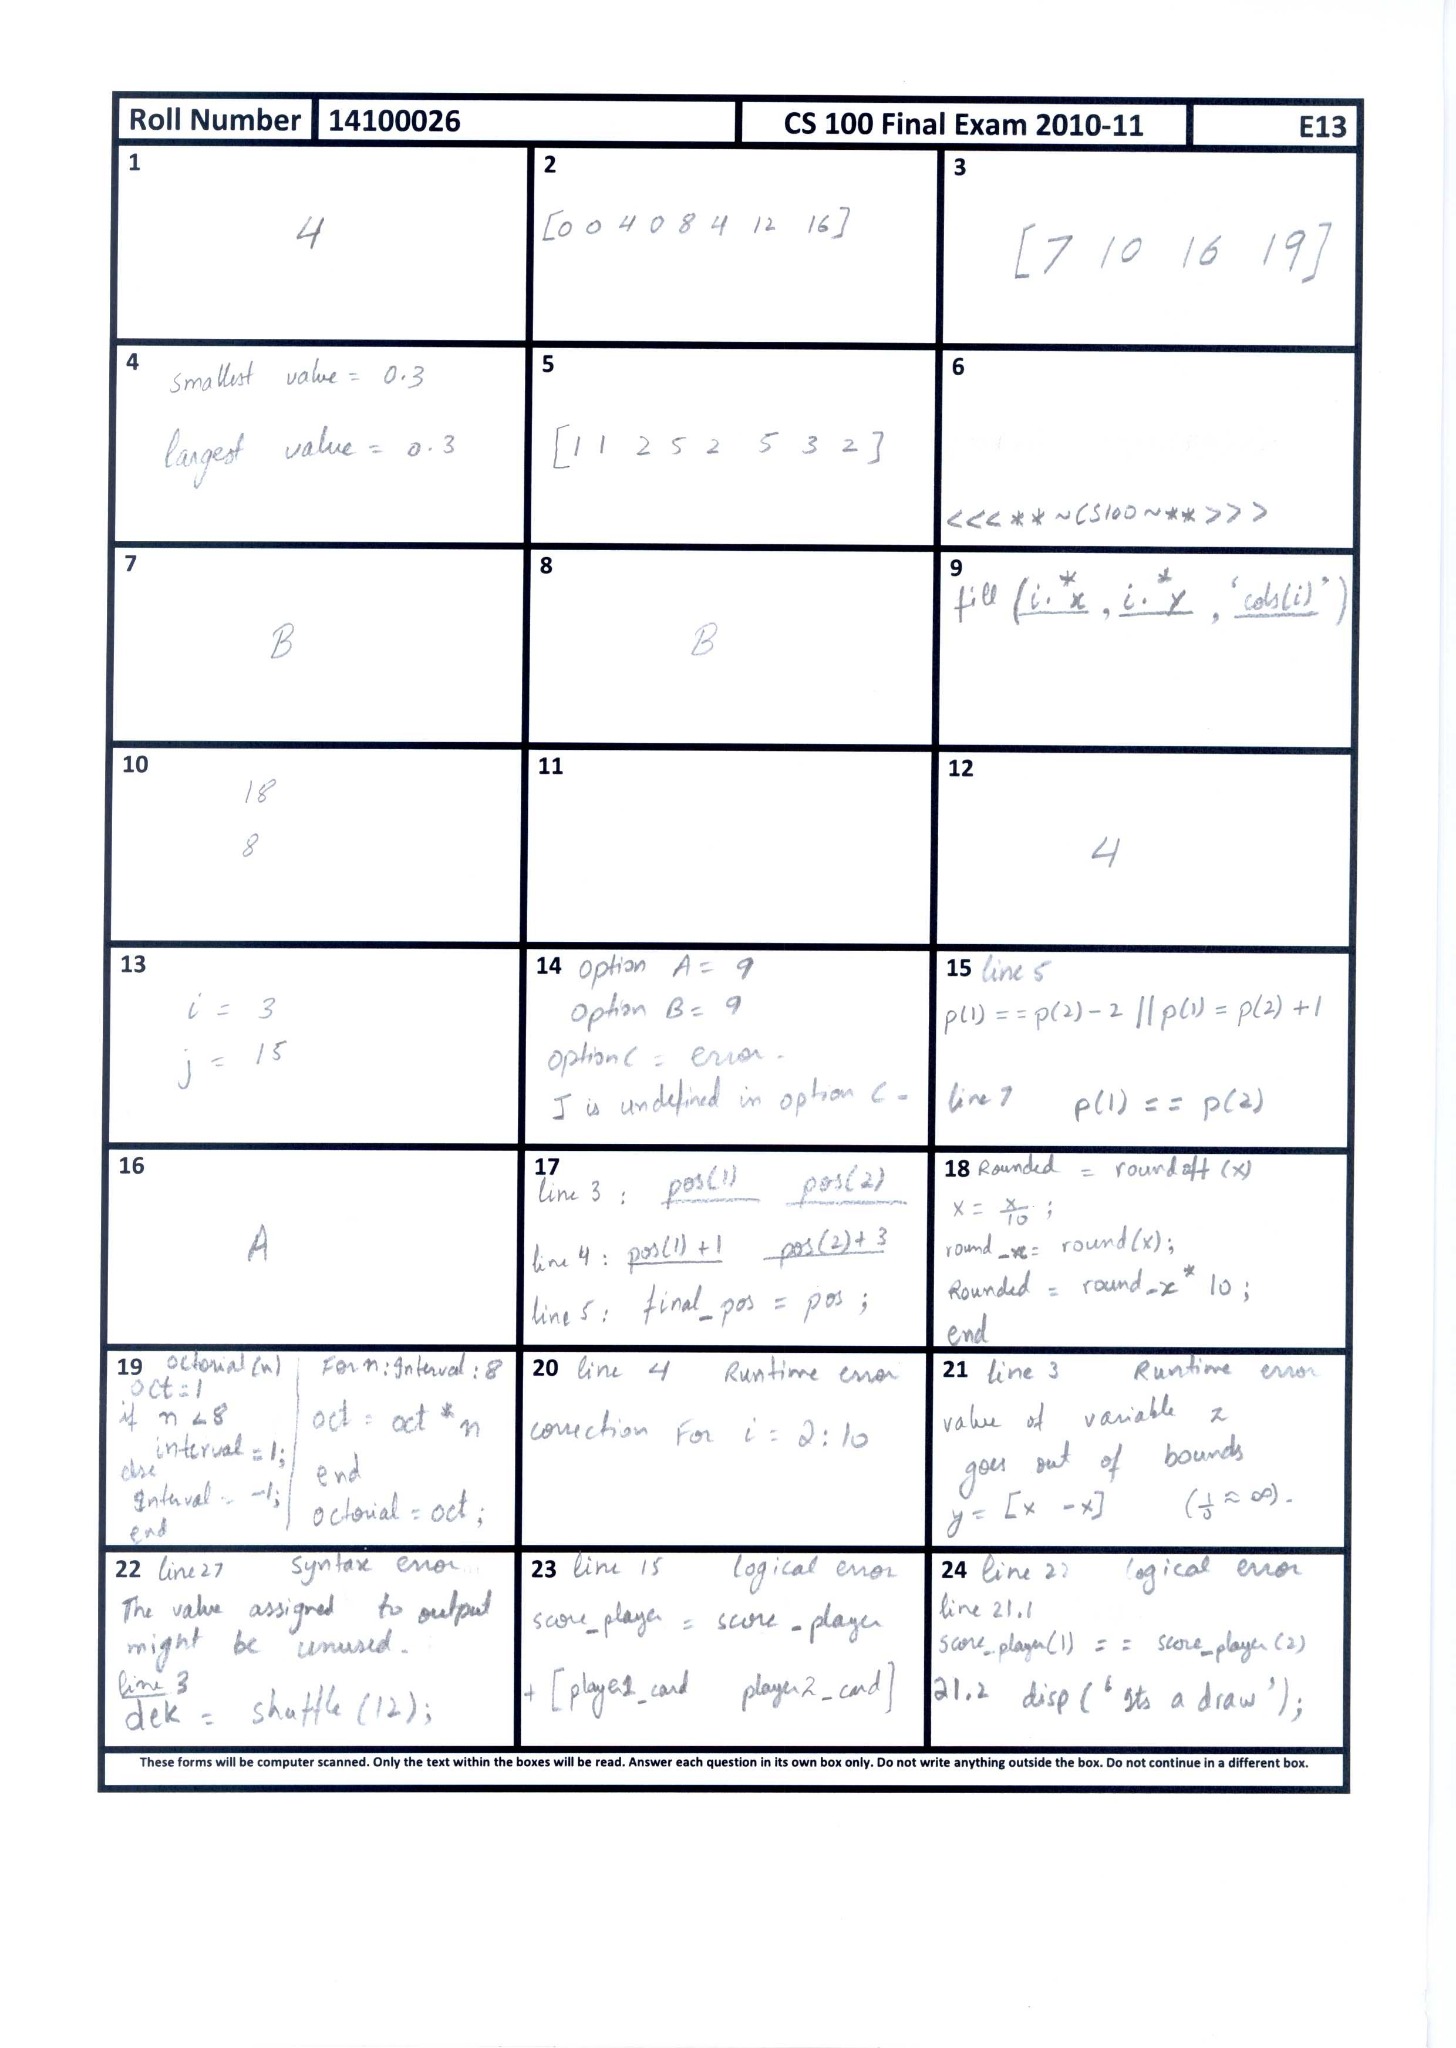 Roll Number 14100026 CS 100 Final Exam 2010-11 E13
1
4
2
[0 0 4 0 8 4 12 16]
3
[7 10 16 19]
4
smallest value = 0.3
largest value = 0.3
5
[1 1 2 5 2 5 3 2]
6
<<<**~CS100~**>>>
7
B
8
B
9
fill (i.*x, i.*y, 'cols(i)')
10
18
8
11
12
4
13
i = 3
j = 15
14 option A = 9
option B = 9
option C = error.
J is undefined in option C.
15 line 5
p(1) == p(2) - 2 || p(1) = p(2) + 1
line 7 p(1) == p(2)
16
A
17
line 3 : pos(1) pos(2)
line 4 : pos(1)+1 pos(2)+3
line 5 : final_pos = pos ;
18 Rounded = roundoff (x)
x = x/10 ;
round_x = round(x);
Rounded = round_x * 10 ;
end
19 octorial(n)
oct = 1
if n < 8
interval = 1;
else
Interval = -1;
end
For n : Interval : 8
oct = oct * n
end
octorial = oct ;
20 line 4 Runtime error
correction For i = 2:10
21 line 3 Runtime error
value of variable z
goes out of bounds
y = [x -x] (1/0 ≈ ∞).
22 line 27 Syntax error
The value assigned to output
might be unused.
line 3
dek = shuffle (12);
23 line 15 logical error
score_player = score_player
+ [player1_card player2_card]
24 line logical error
line 21.1
score_player(1) == score_player(2)
21.2 disp('Its a draw');
These forms will be computer scanned. Only the text within the boxes will be read. Answer each question in its own box only. Do not write anything outside the box. Do not continue in a different box.